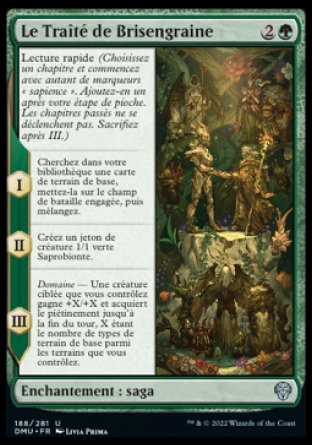 Le Traîté de Brisengraine 2
Lecture rapide (Choisissez
un chapitre et commencez
avec autant de marqueurs
« sapience ». Ajoutez-en un
après votre étape de pioche.
Les chapitres passés ne se
déclenchent pas. Sacrifiez
après III.)
I
Cherchez dans votre
bibliothèque une carte
de terrain de base,
mettez-la sur le champ
de bataille engagée, puis
mélangez.
II
Créez un jeton de
créature 1/1 verte
Saprobionte.
III
Domaine — Une créature
ciblée que vous contrôlez
gagne +X/+X et acquiert
le piétinement jusqu'à
la fin du tour, X étant
le nombre de types de
terrain de base parmi
les terrains que vous
contrôlez.
Enchantement : saga
188/281 U
DMU • FR Livia Prima
™ & © 2022 Wizards of the Coast